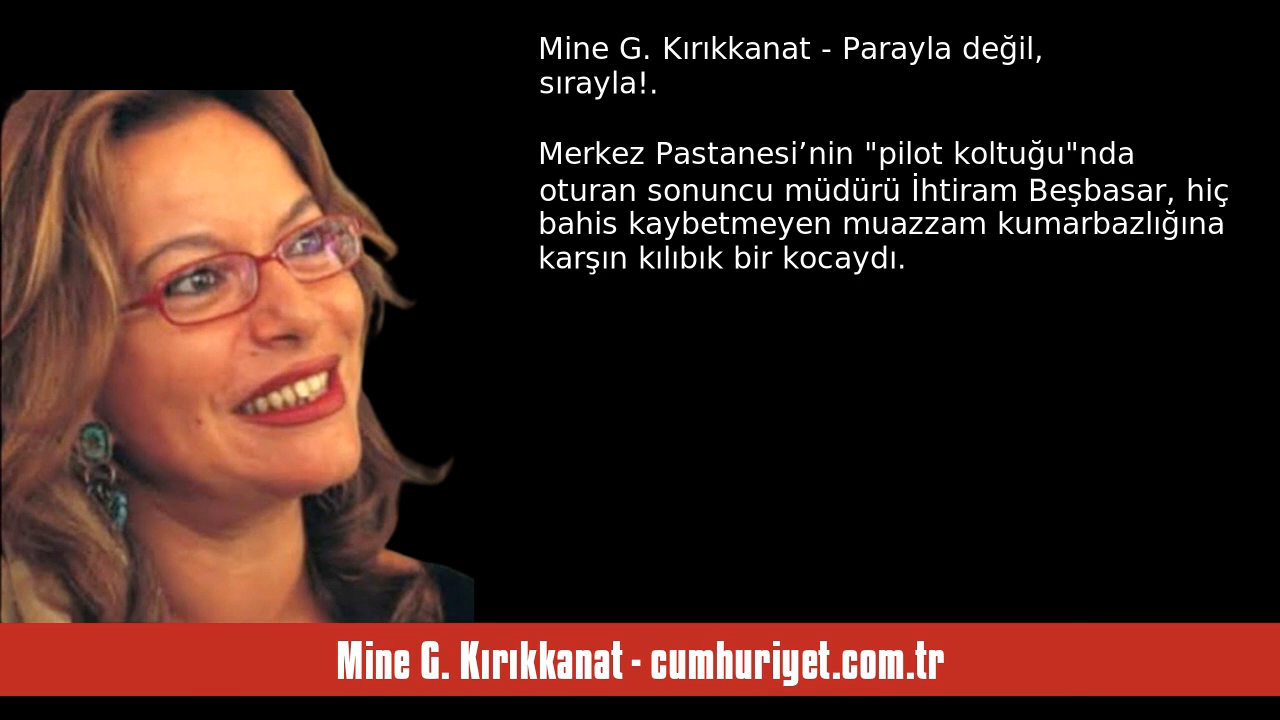 Mine G. Kırıkkanat - Parayla değil,
sırayla!.
Merkez Pastanesi’nin "pilot koltuğu"nda
oturan sonuncu müdürü İhtiram Beşbasar, hiç
bahis kaybetmeyen muazzam kumarbazlığına
karşın kılıbık bir kocaydı.
Mine G. Kırıkkanat - cumhuriyet.com.tr